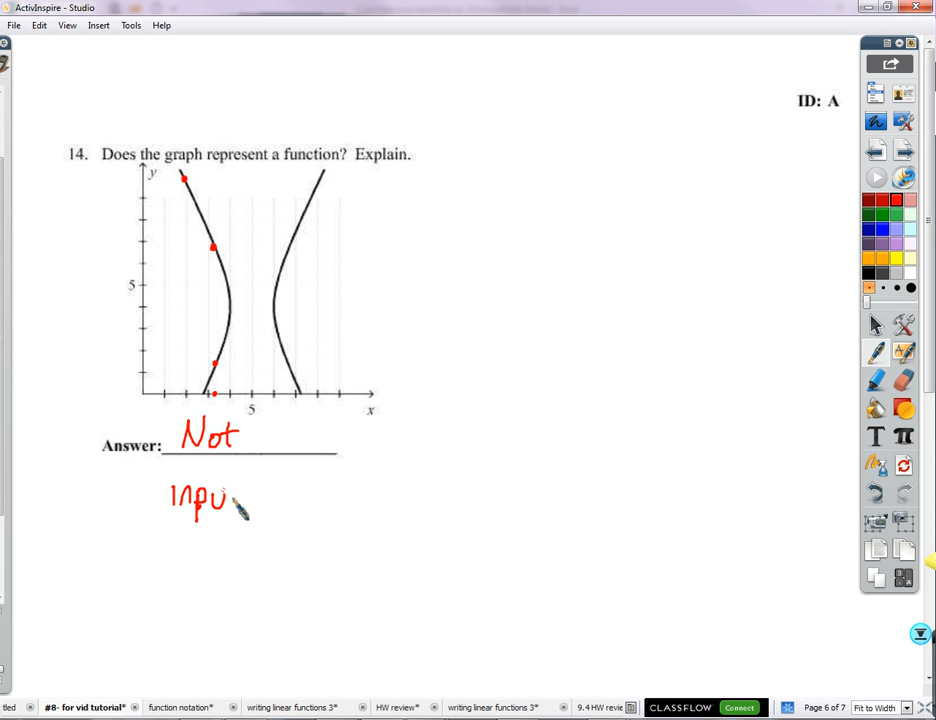 ActivInspire - Studio
File Edit View Insert Tools Help
ID: A
14. Does the graph represent a function? Explain.
y
5
5
x
Answer: Not
Inpu
tled #8- for vid tutorial* function notation* writing linear functions 3* HW review* writing linear functions 3* 9.4 HW revie CLASSFLOW Connect Page 6 of 7 Fit to Width